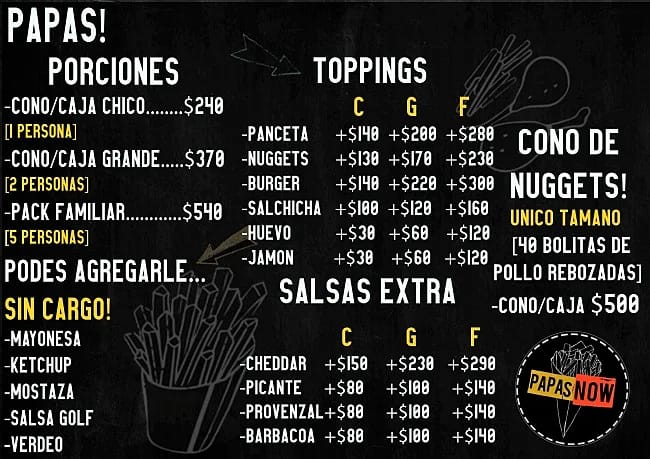 PAPAS!
PORCIONES
-CONO/CAJA CHICO........$240
[1 PERSONA]
-CONO/CAJA GRANDE.....$370
[2 PERSONAS]
-PACK FAMILIAR............$540
[5 PERSONAS]
PODES AGREGARLE...
SIN CARGO!
-MAYONESA
-KETCHUP
-MOSTAZA
-SALSA GOLF
-VERDEO
TOPPINGS
C G F
-PANCETA +$140 +$200 +$280
-NUGGETS +$130 +$170 +$230
-BURGER +$140 +$220 +$300
-SALCHICHA +$100 +$120 +$160
-HUEVO +$30 +$60 +$120
-JAMON +$30 +$60 +$120
SALSAS EXTRA
C G F
-CHEDDAR +$150 +$230 +$290
-PICANTE +$80 +$100 +$140
-PROVENZAL+$80 +$100 +$140
-BARBACOA +$80 +$100 +$140
CONO DE
NUGGETS!
UNICO TAMANO
[40 BOLITAS DE
POLLO REBOZADAS]
-CONO/CAJA $500
PAPAS NOW